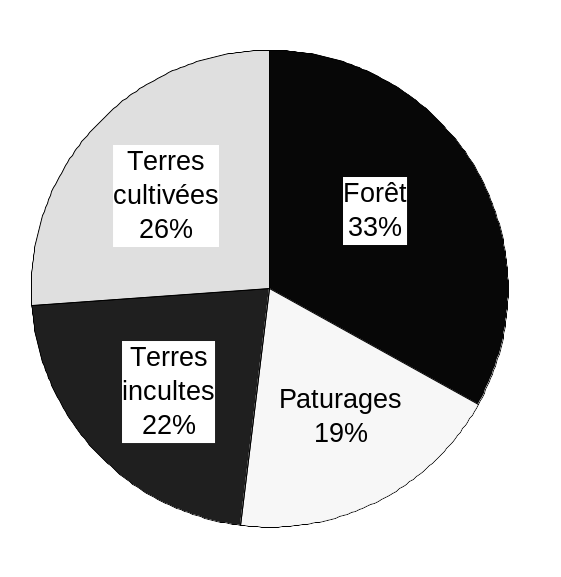 Terres
cultivées
26%
Forêt
33%
Terres
incultes
22%
Paturages
19%